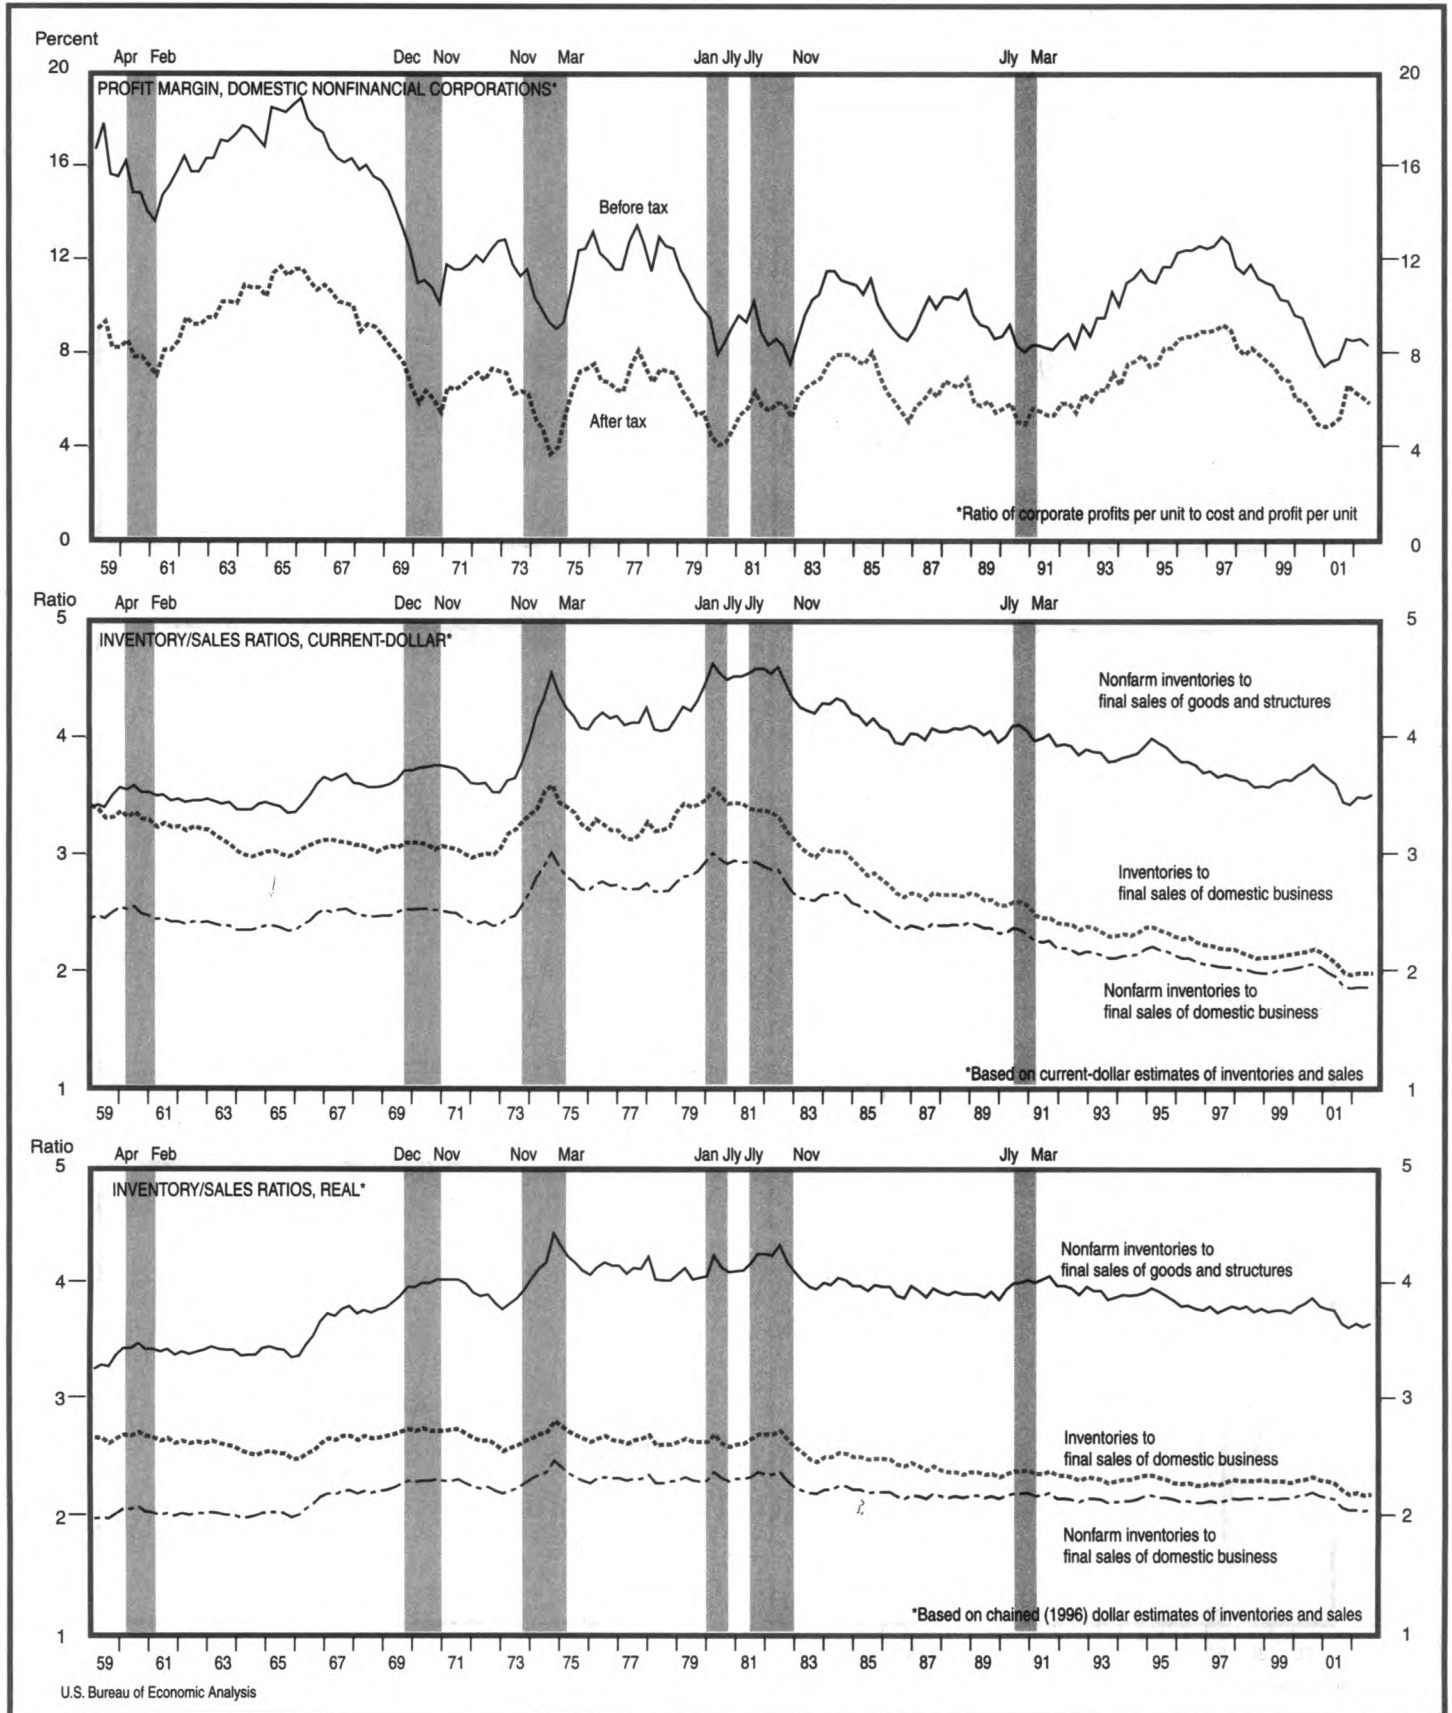 Percent
Apr Feb Dec Nov Nov Mar Jan Jly Jly Nov Jly Mar
20 20
PROFIT MARGIN, DOMESTIC NONFINANCIAL CORPORATIONS*
16 16
Before tax
12 12
8 8
After tax
4 4
*Ratio of corporate profits per unit to cost and profit per unit
0 0
59 61 63 65 67 69 71 73 75 77 79 81 83 85 87 89 91 93 95 97 99 01
Ratio
Apr Feb Dec Nov Nov Mar Jan Jly Jly Nov Jly Mar
5 5
INVENTORY/SALES RATIOS, CURRENT-DOLLAR*
Nonfarm inventories to
final sales of goods and structures
4 4
3 3
Inventories to
final sales of domestic business
2 2
Nonfarm inventories to
final sales of domestic business
*Based on current-dollar estimates of inventories and sales
1 1
59 61 63 65 67 69 71 73 75 77 79 81 83 85 87 89 91 93 95 97 99 01
Ratio
Apr Feb Dec Nov Nov Mar Jan Jly Jly Nov Jly Mar
5 5
INVENTORY/SALES RATIOS, REAL*
Nonfarm inventories to
final sales of goods and structures
4 4
3 3
Inventories to
final sales of domestic business
2 2
Nonfarm inventories to
final sales of domestic business
*Based on chained (1996) dollar estimates of inventories and sales
1 1
59 61 63 65 67 69 71 73 75 77 79 81 83 85 87 89 91 93 95 97 99 01
U.S. Bureau of Economic Analysis